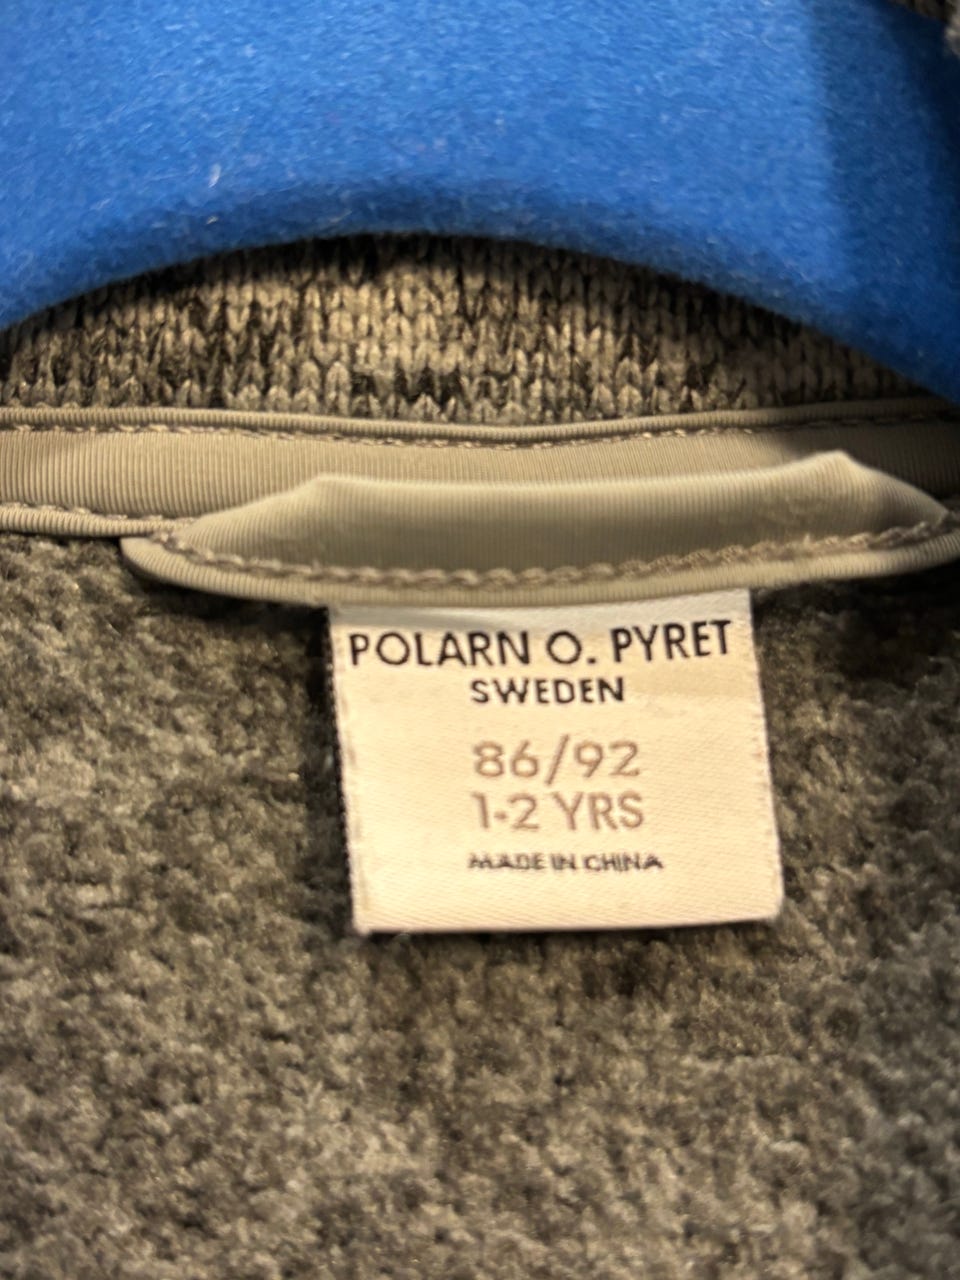 POLARN O. PYRET
SWEDEN
86/92
1-2 YRS
MADE IN CHINA